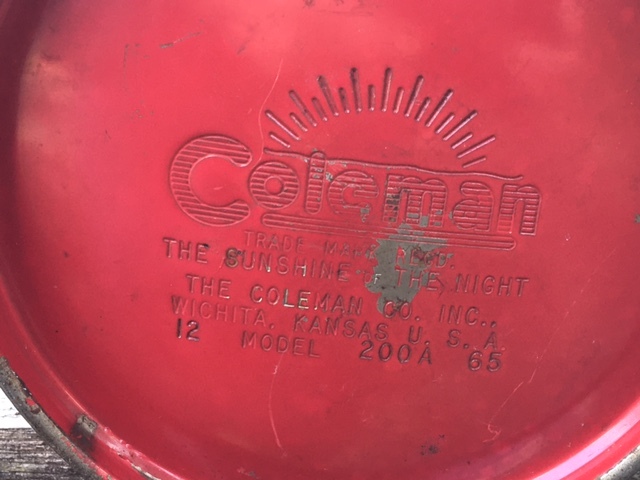 Coleman
TRADE MARK REG'D.
THE SUNSHINE OF THE NIGHT
THE COLEMAN CO. INC.,
WICHITA, KANSAS U. S. A.
12 MODEL 200A 65